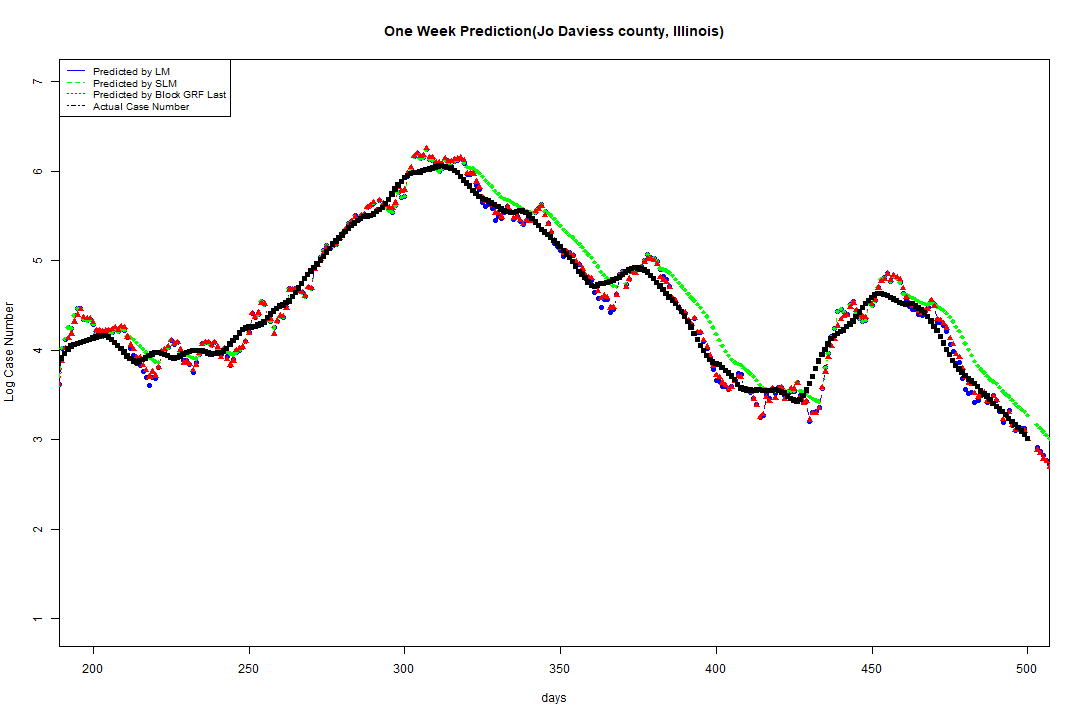 One Week Prediction(Jo Daviess county, Illinois)
Predicted by LM
Predicted by SLM
Predicted by Block GRF Last
Actual Case Number
7
6
5
4
3
2
1
Log Case Number
200 250 300 350 400 450 500
days